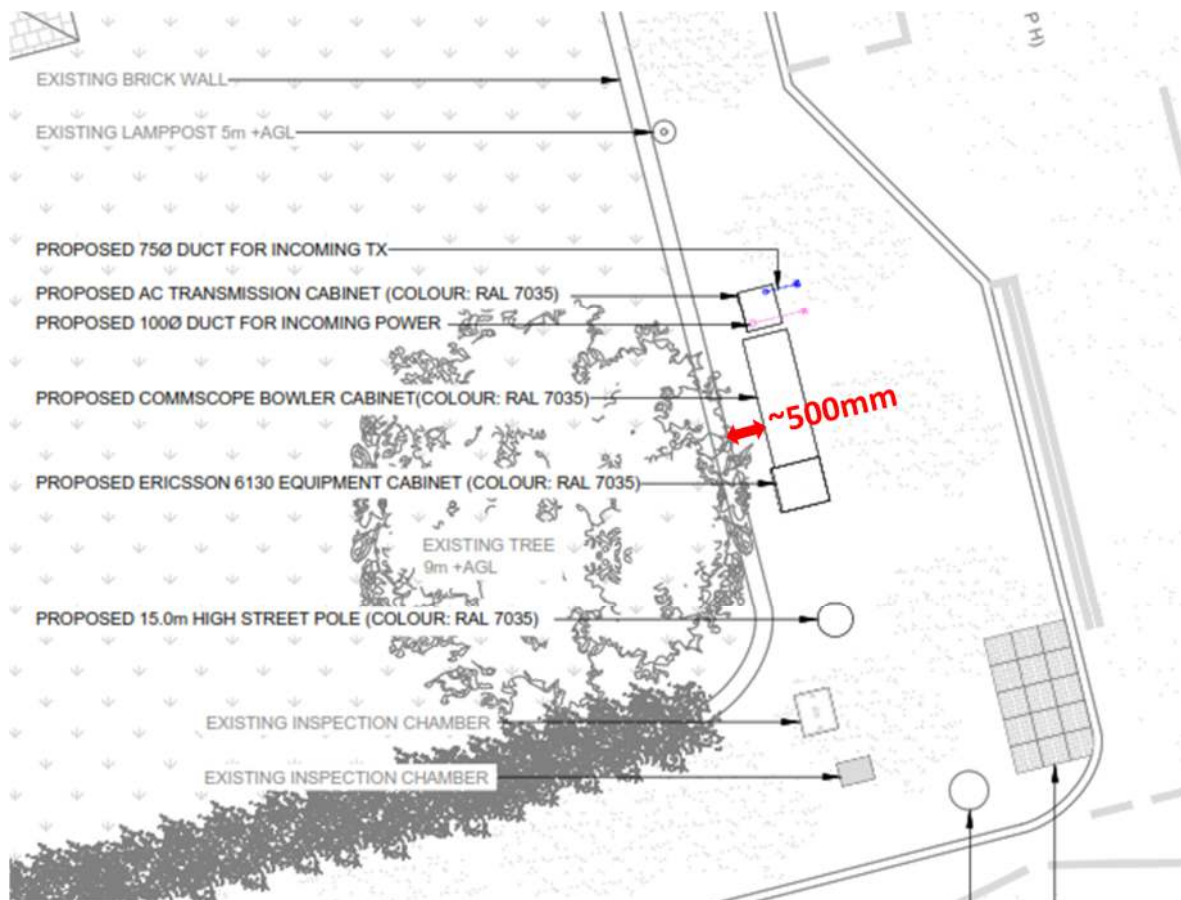 PH)
EXISTING BRICK WALL
EXISTING LAMPPOST 5m +AGL
PROPOSED 75Ø DUCT FOR INCOMING TX
PROPOSED AC TRANSMISSION CABINET (COLOUR: RAL 7035)
PROPOSED 100Ø DUCT FOR INCOMING POWER
PROPOSED COMMSCOPE BOWLER CABINET(COLOUR: RAL 7035)
~500mm
PROPOSED ERICSSON 6130 EQUIPMENT CABINET (COLOUR: RAL 7035)
EXISTING TREE
9m +AGL
PROPOSED 15.0m HIGH STREET POLE (COLOUR: RAL 7035)
EXISTING INSPECTION CHAMBER
EXISTING INSPECTION CHAMBER